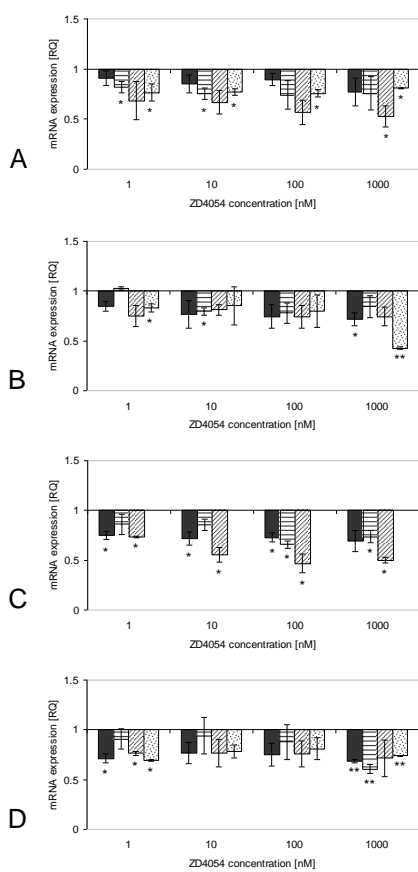 1.5
1
0.5
0
mRNA expression [RQ]
* * * * * * *
*
1 10 100 1000
ZD4054 concentration [nM]
A
1.5
1
0.5
0
mRNA expression [RQ]
* * *
**
1 10 100 1000
ZD4054 concentration [nM]
B
1.5
1
0.5
0
mRNA expression [RQ]
* * * * * * * * *
1 10 100 1000
ZD4054 concentration [nM]
C
1.5
1
0.5
0
mRNA expression [RQ]
* * * ** ** **
1 10 100 1000
ZD4054 concentration [nM]
D